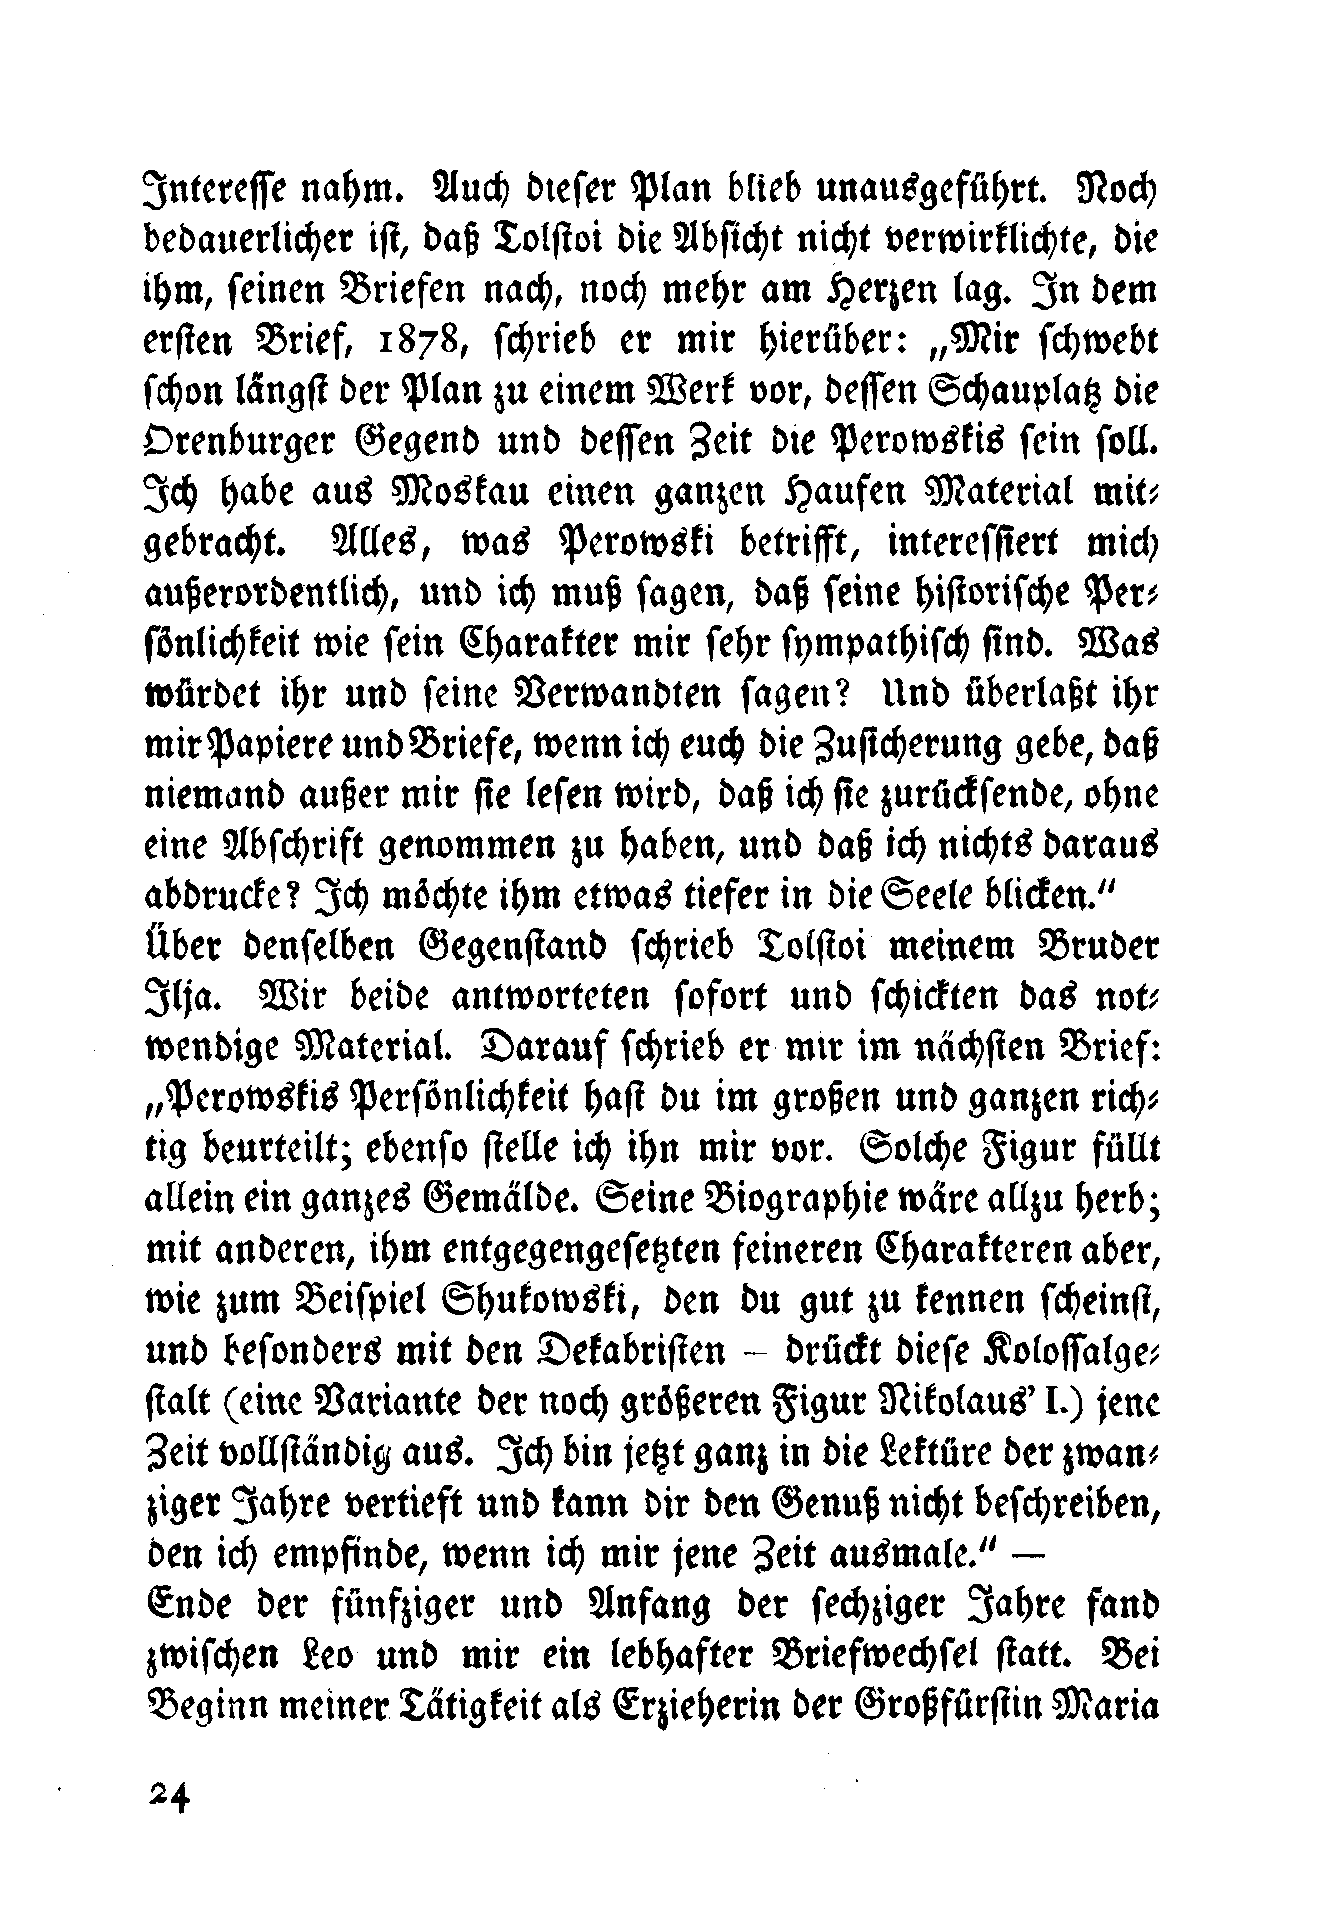 Interesse nahm. Auch dieser Plan blieb unausgeführt. Noch
bedauerlicher ist, daß Tolstoi die Absicht nicht verwirklichte, die
ihm, seinen Briefen nach, noch mehr am Herzen lag. In dem
ersten Brief, 1878, schrieb er mir hierüber: „Mir schwebt
schon längst der Plan zu einem Werk vor, dessen Schauplatz die
Orenburger Gegend und dessen Zeit die Perowskis sein soll.
Ich habe aus Moskau einen ganzen Haufen Material mit-
gebracht. Alles, was Perowski betrifft, interessiert mich
außerordentlich, und ich muß sagen, daß seine historische Per-
sönlichkeit wie sein Charakter mir sehr sympathisch sind. Was
würdet ihr und seine Verwandten sagen? Und überlaßt ihr
mir Papiere und Briefe, wenn ich euch die Zusicherung gebe, daß
niemand außer mir sie lesen wird, daß ich sie zurücksende, ohne
eine Abschrift genommen zu haben, und daß ich nichts daraus
abdrucke? Ich möchte ihm etwas tiefer in die Seele blicken.“
Über denselben Gegenstand schrieb Tolstoi meinem Bruder
Ilja. Wir beide antworteten sofort und schickten das not-
wendige Material. Darauf schrieb er mir im nächsten Brief:
„Perowskis Persönlichkeit hast du im großen und ganzen rich-
tig beurteilt; ebenso stelle ich ihn mir vor. Solche Figur füllt
allein ein ganzes Gemälde. Seine Biographie wäre allzu herb;
mit anderen, ihm entgegengesetzten feineren Charakteren aber,
wie zum Beispiel Shukowski, den du gut zu kennen scheinst,
und besonders mit den Dekabristen – drückt diese Kolossalge-
stalt (eine Variante der noch größeren Figur Nikolaus’ I.) jene
Zeit vollständig aus. Ich bin jetzt ganz in die Lektüre der zwan-
ziger Jahre vertieft und kann dir den Genuß nicht beschreiben,
den ich empfinde, wenn ich mir jene Zeit ausmale.“ —
Ende der fünfziger und Anfang der sechziger Jahre fand
zwischen Leo und mir ein lebhafter Briefwechsel statt. Bei
Beginn meiner Tätigkeit als Erzieherin der Großfürstin Maria
24